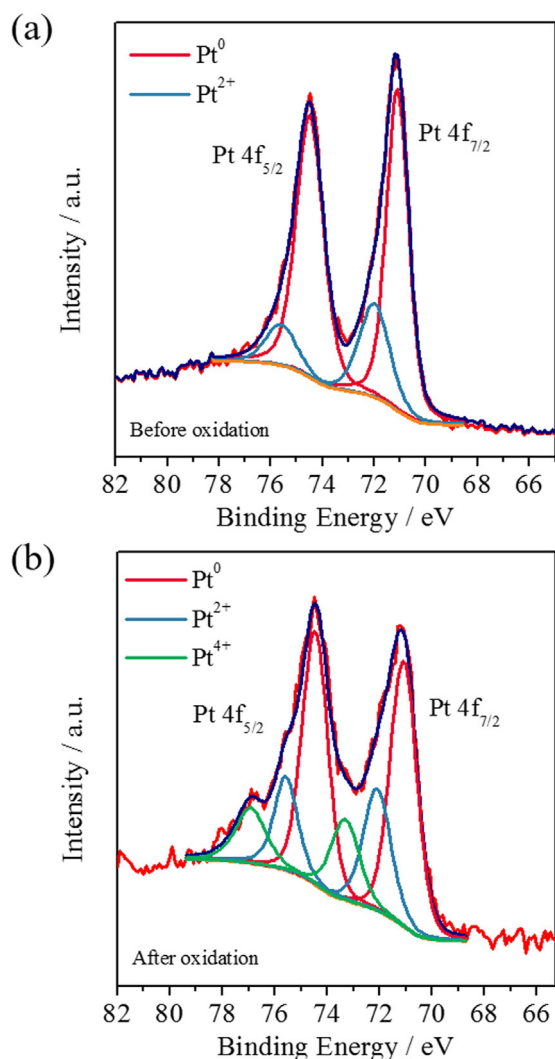 (a)
Pt⁰
Pt²⁺
Pt 4f₅/₂
Pt 4f₇/₂
Intensity / a.u.
Before oxidation
82 80 78 76 74 72 70 68 66
Binding Energy / eV
(b)
Pt⁰
Pt²⁺
Pt⁴⁺
Pt 4f₅/₂
Pt 4f₇/₂
Intensity / a.u.
After oxidation
82 80 78 76 74 72 70 68 66
Binding Energy / eV